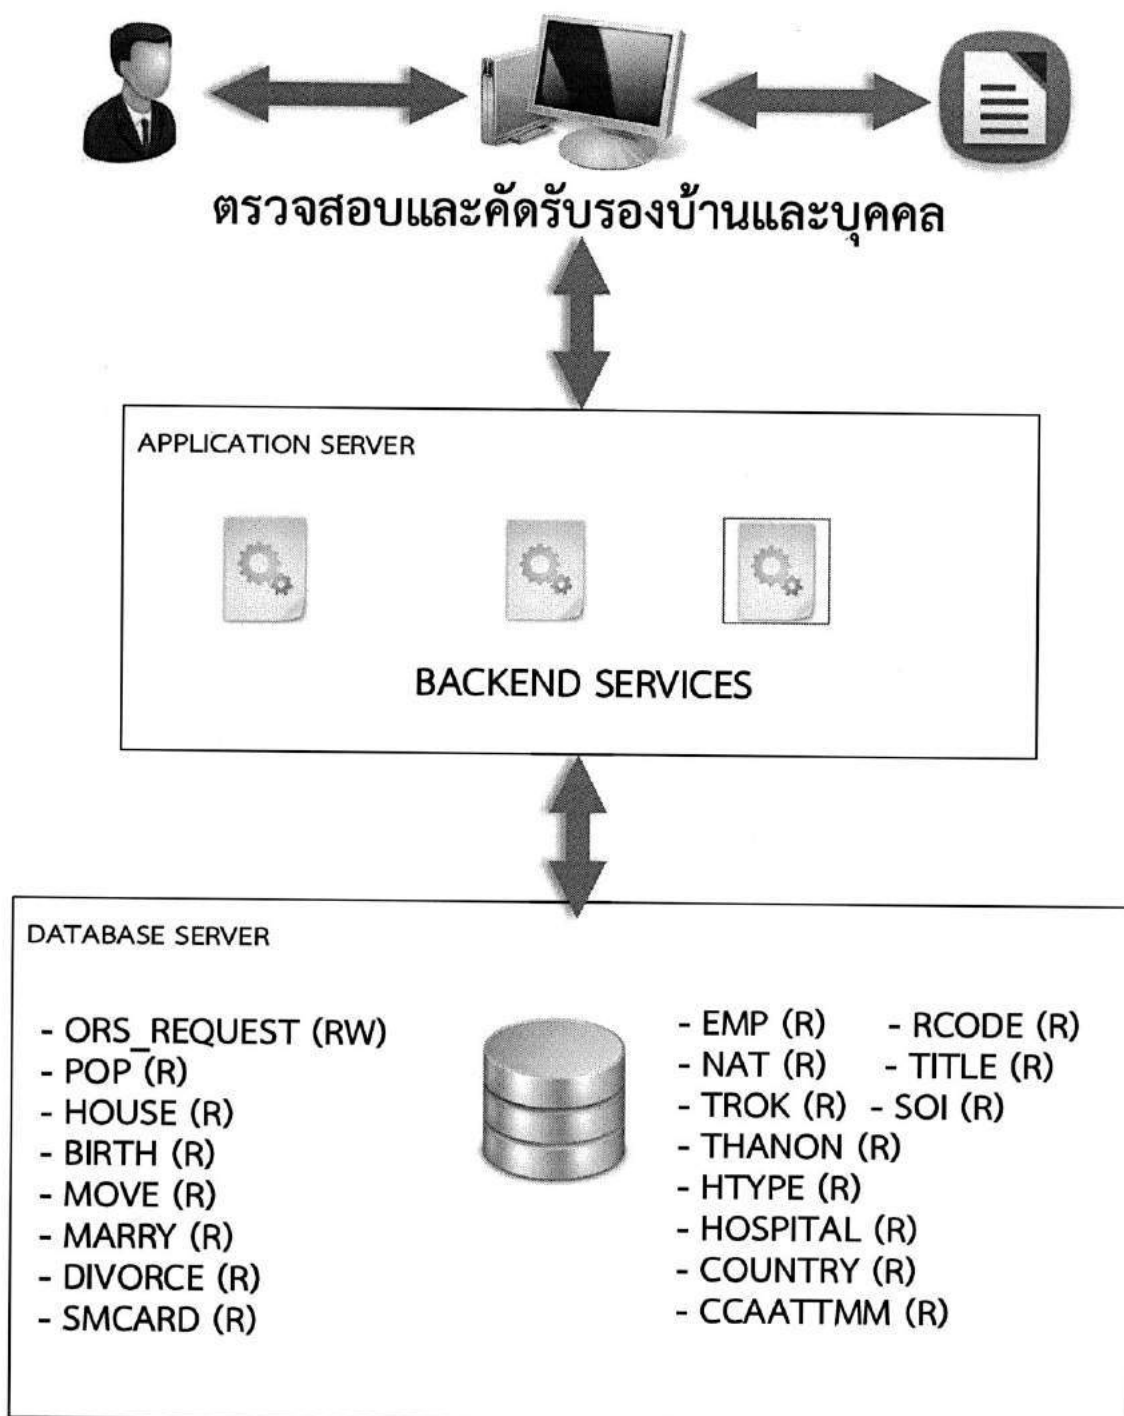 ตรวจสอบและคัดรับรองบ้านและบุคคล
APPLICATION SERVER
BACKEND SERVICES
DATABASE SERVER
- ORS_REQUEST (RW)
- POP (R)
- HOUSE (R)
- BIRTH (R)
- MOVE (R)
- MARRY (R)
- DIVORCE (R)
- SMCARD (R)
- EMP (R) - RCODE (R)
- NAT (R) - TITLE (R)
- TROK (R) - SOI (R)
- THANON (R)
- HTYPE (R)
- HOSPITAL (R)
- COUNTRY (R)
- CCAATTMM (R)